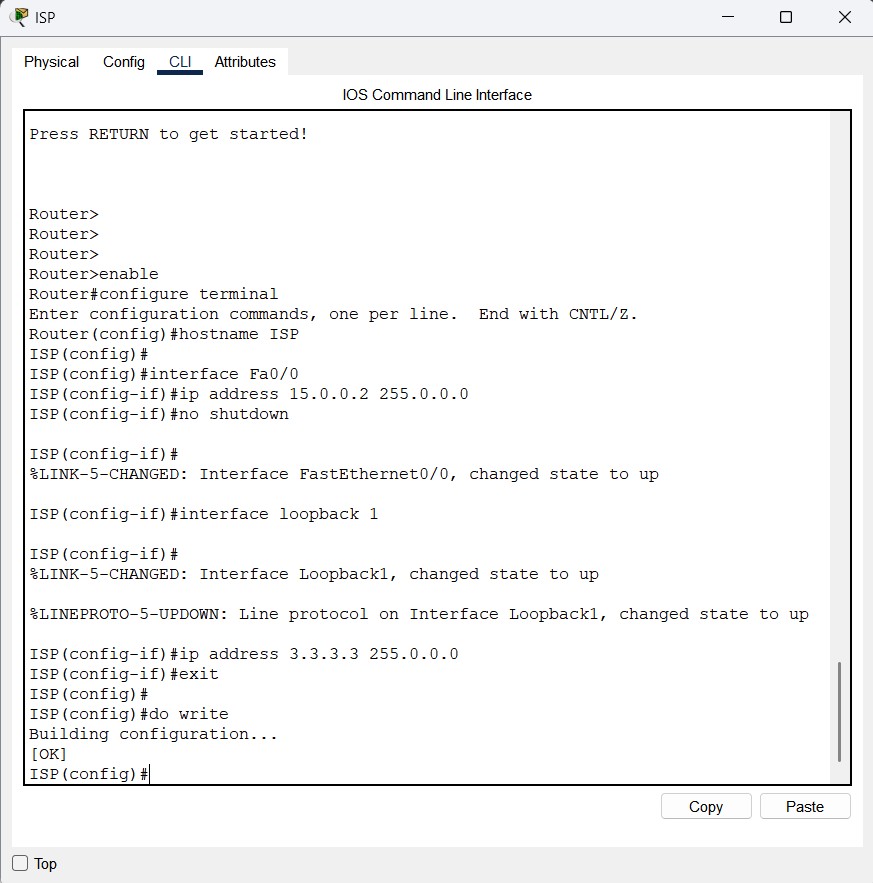 ISP
Physical Config CLI Attributes
IOS Command Line Interface
Press RETURN to get started!
Router>
Router>
Router>
Router>enable
Router#configure terminal
Enter configuration commands, one per line.  End with CNTL/Z.
Router(config)#hostname ISP
ISP(config)#
ISP(config)#interface Fa0/0
ISP(config-if)#ip address 15.0.0.2 255.0.0.0
ISP(config-if)#no shutdown
ISP(config-if)#
%LINK-5-CHANGED: Interface FastEthernet0/0, changed state to up
ISP(config-if)#interface loopback 1
ISP(config-if)#
%LINK-5-CHANGED: Interface Loopback1, changed state to up
%LINEPROTO-5-UPDOWN: Line protocol on Interface Loopback1, changed state to up
ISP(config-if)#ip address 3.3.3.3 255.0.0.0
ISP(config-if)#exit
ISP(config)#
ISP(config)#do write
Building configuration...
[OK]
ISP(config)#
Copy Paste
Top